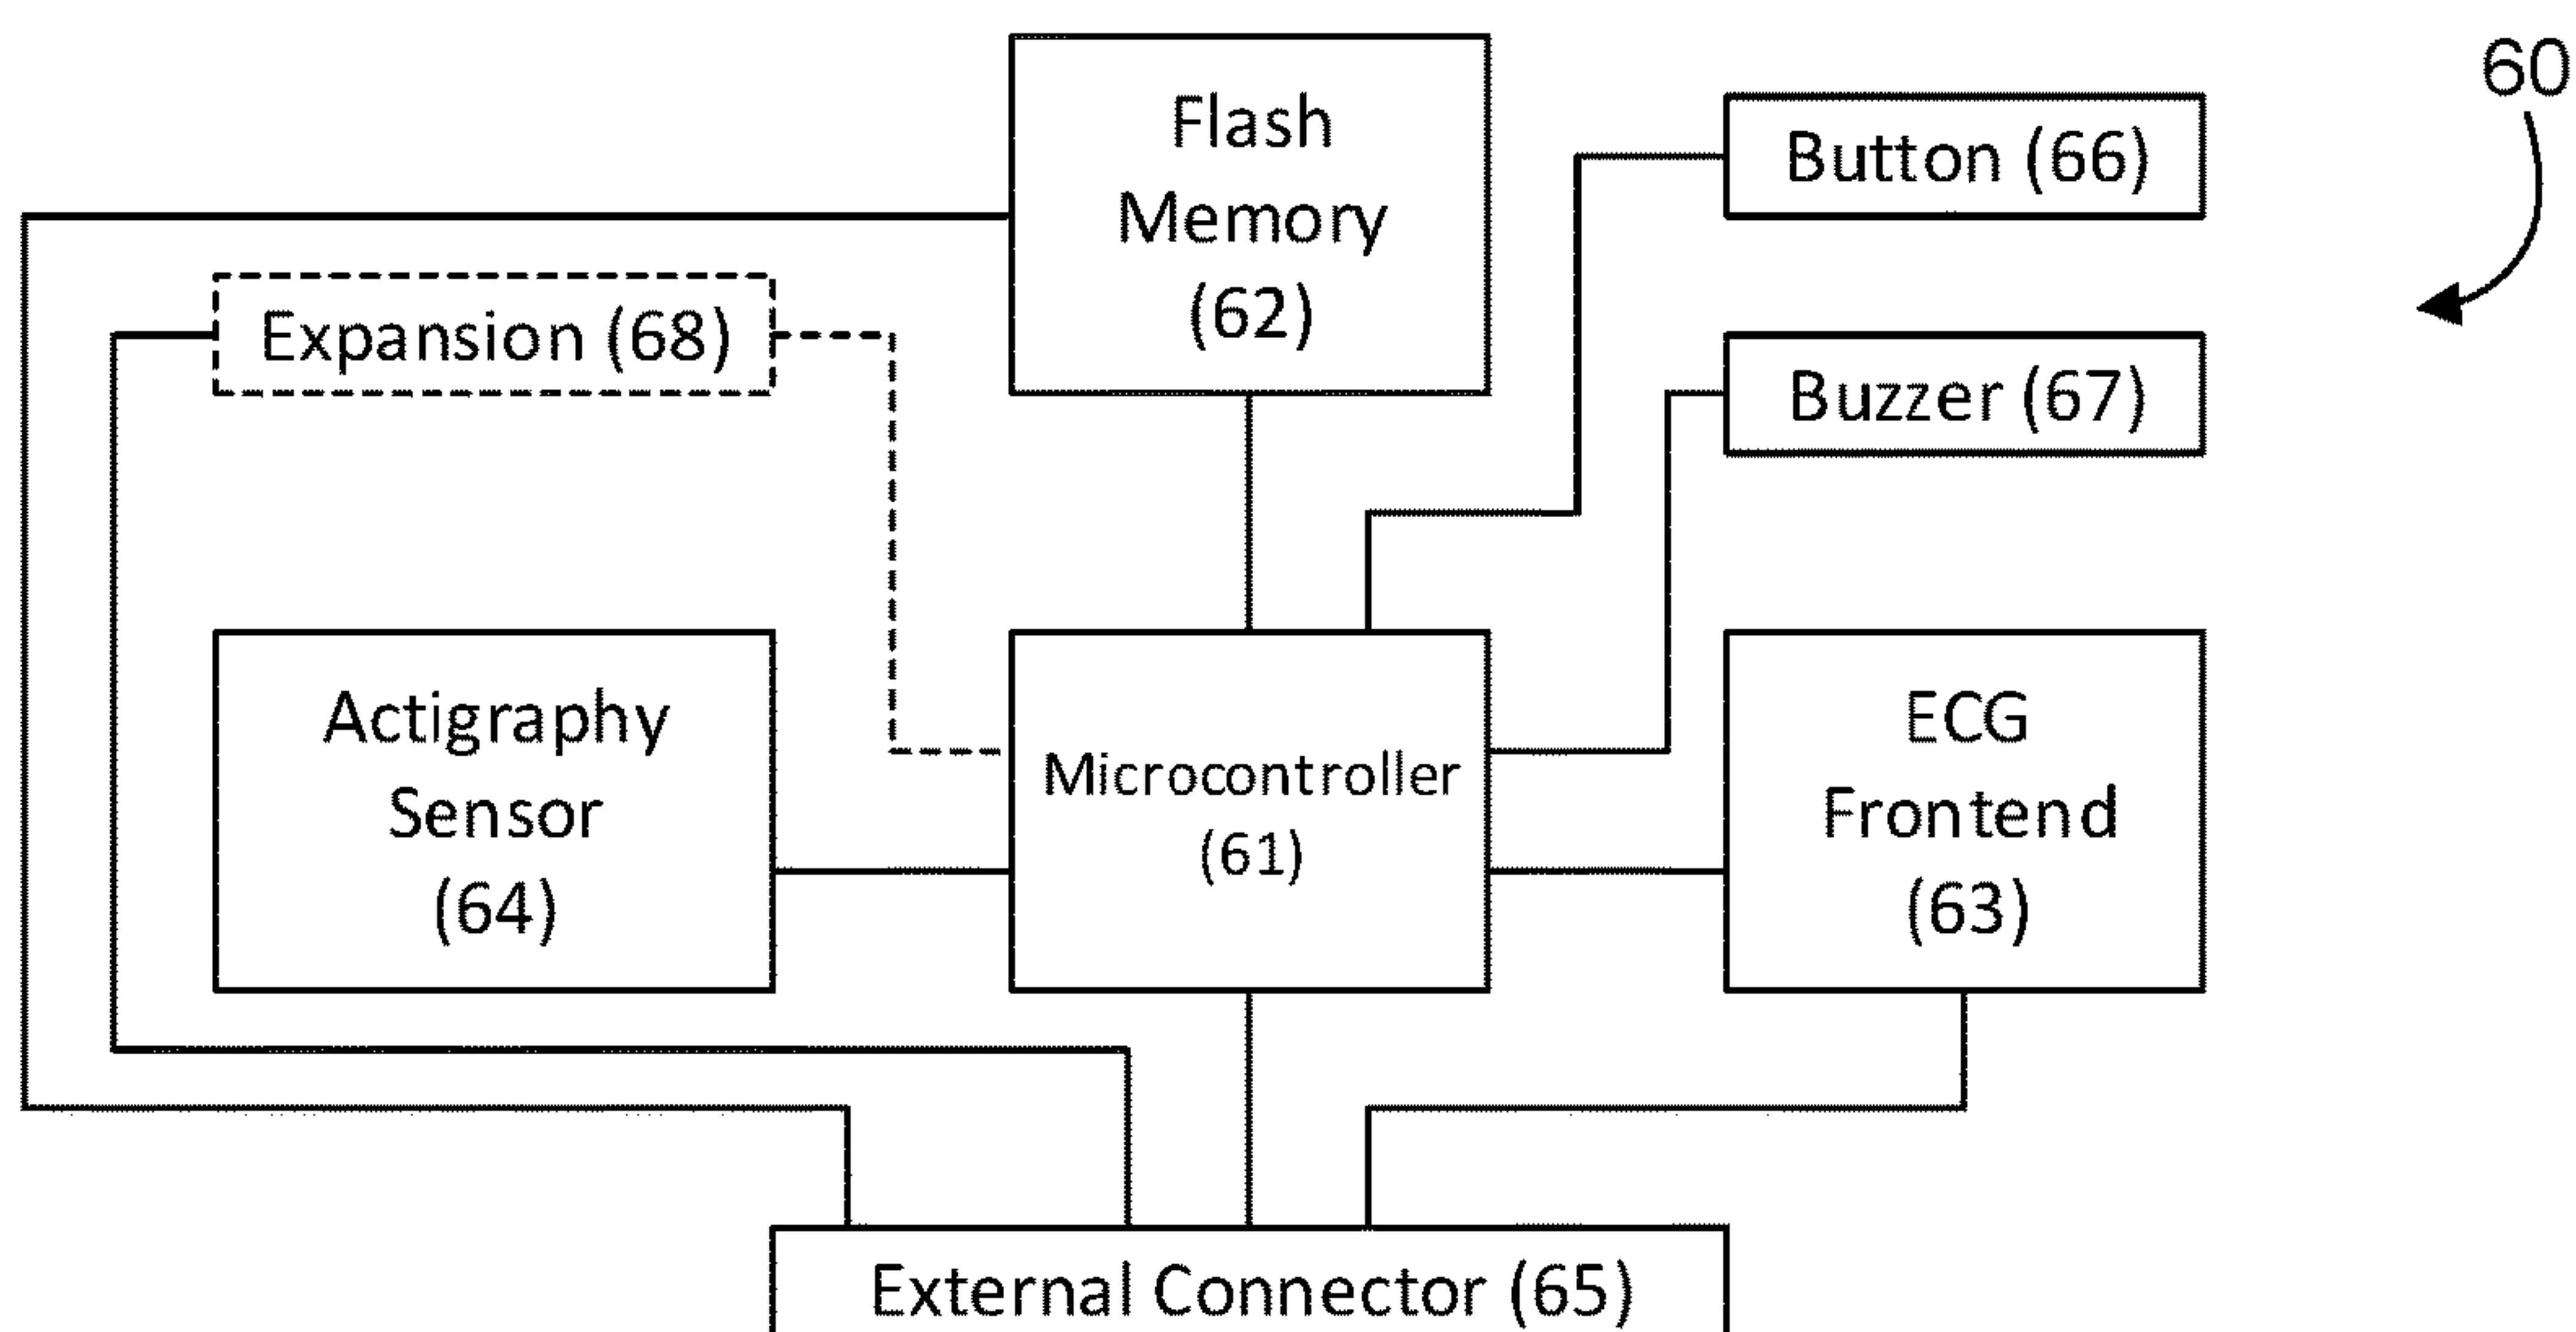 60
Flash
Memory
(62)
Button (66)
Expansion (68)
Buzzer (67)
Actigraphy
Sensor
(64)
Microcontroller
(61)
ECG
Frontend
(63)
External Connector (65)